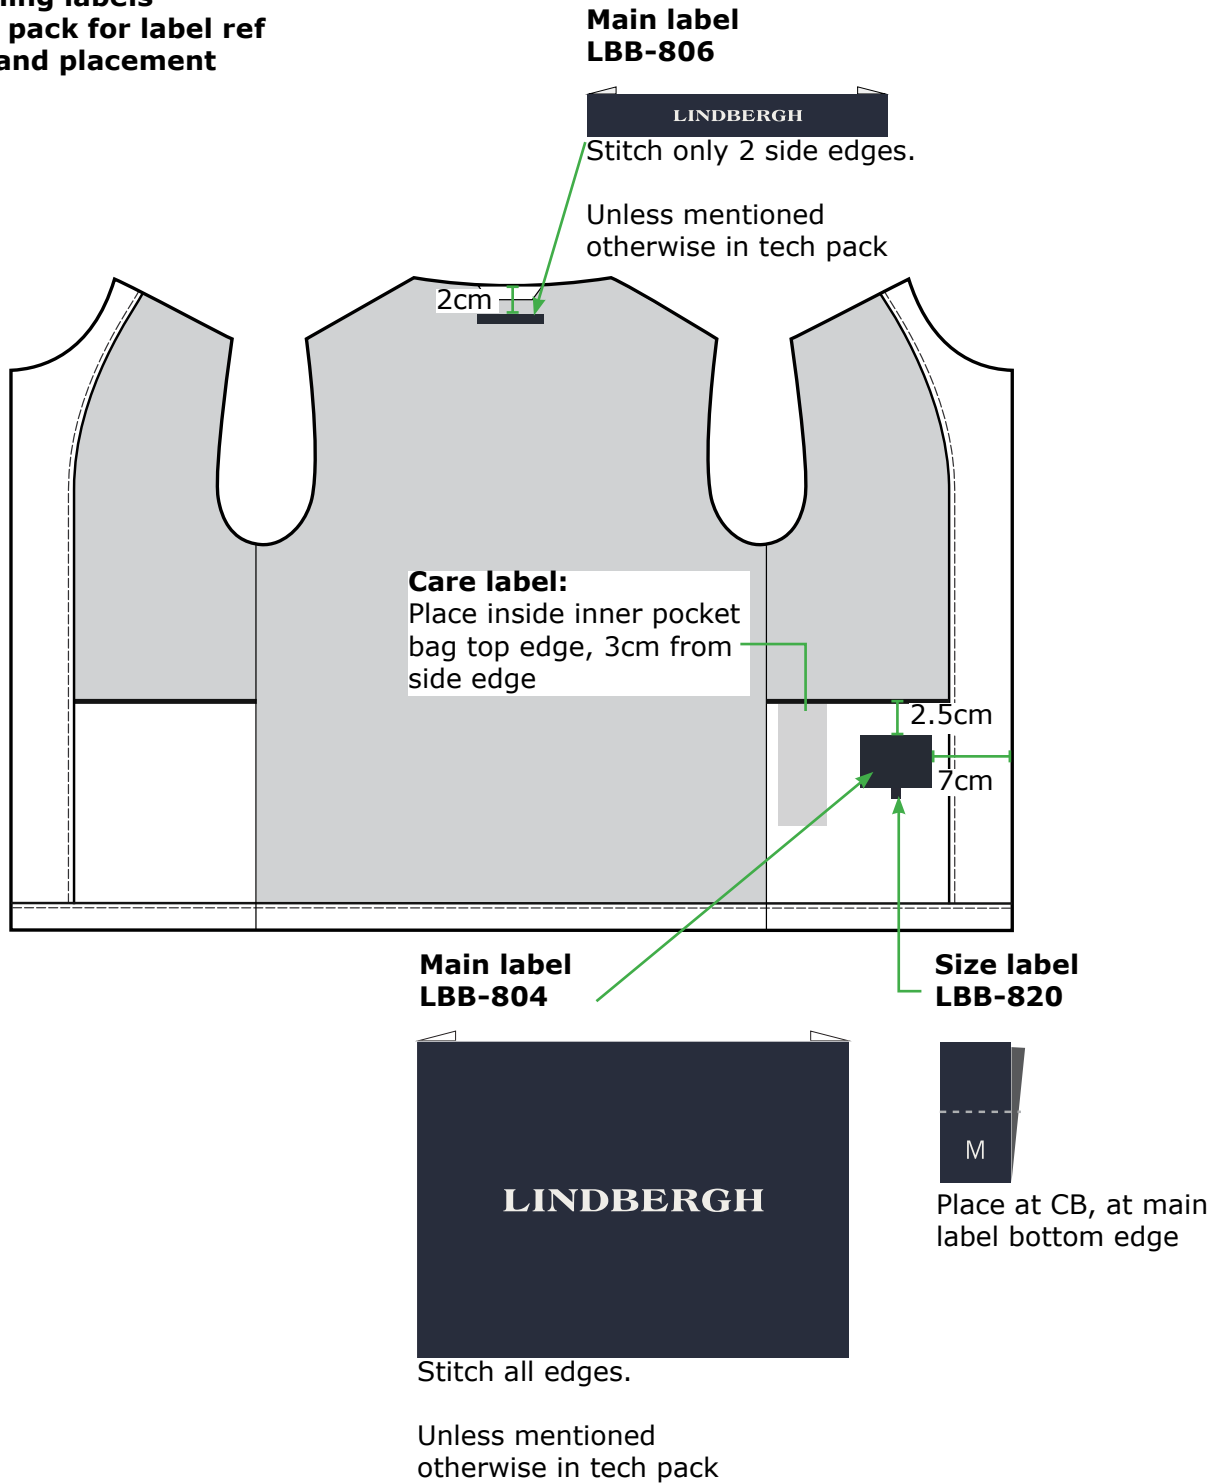 labels
pack for label ref
and placement
Main label
LBB-806
LINDBERGH
Stitch only 2 side edges.
Unless mentioned
otherwise in tech pack
2cm
Care label:
Place inside inner pocket
bag top edge, 3cm from
side edge
2.5cm
7cm
Main label
LBB-804
LINDBERGH
Stitch all edges.
Unless mentioned
otherwise in tech pack
Size label
LBB-820
M
Place at CB, at main
label bottom edge